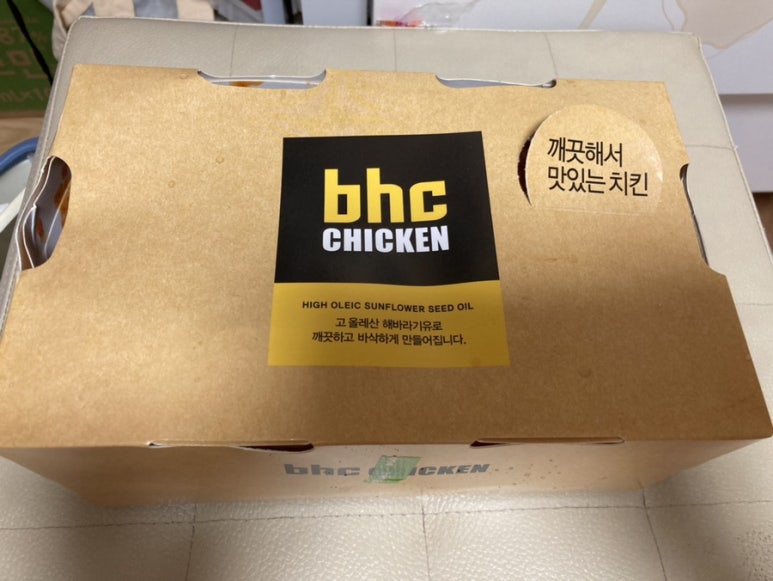 깨끗해서
맛있는 치킨
bhc
CHICKEN
HIGH OLEIC SUNFLOWER SEED OIL
고 올레산 해바라기유로
깨끗하고 바삭하게 만들어집니다.
bhc CHICKEN